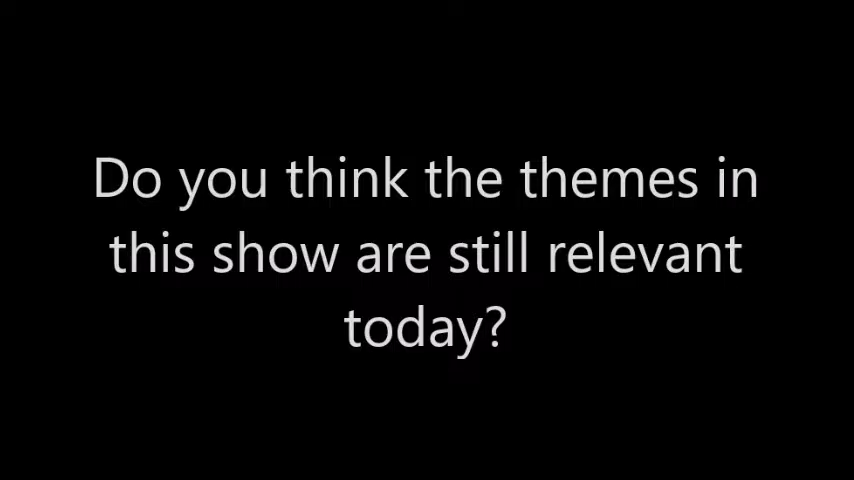 Do you think the themes in
this show are still relevant
today?